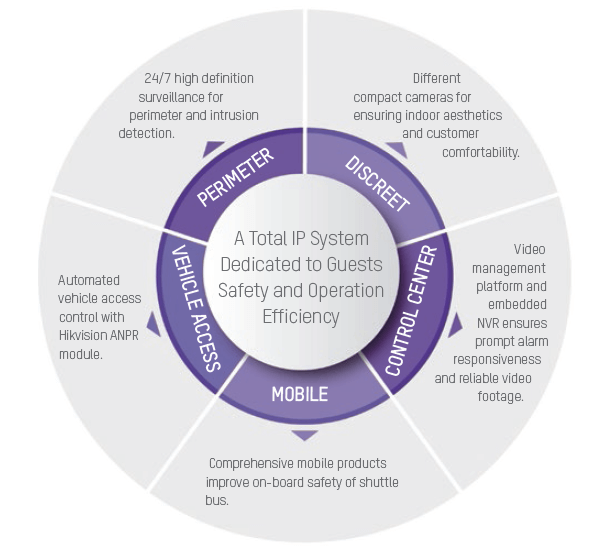 24/7 high definition
surveillance for
perimeter and intrusion
detection.
Different
compact cameras for
ensuring indoor aesthetics
and customer
comfortability.
PERIMETER
DISCREET
A Total IP System
Dedicated to Guests
Safety and Operation
Efficiency
VEHICLE ACCESS
CONTROL CENTER
MOBILE
Automated
vehicle access
control with
Hikvision ANPR
module.
Video
management
platform and
embedded
NVR ensures
prompt alarm
responsiveness
and reliable video
footage.
Comprehensive mobile products
improve on-board safety of shuttle
bus.